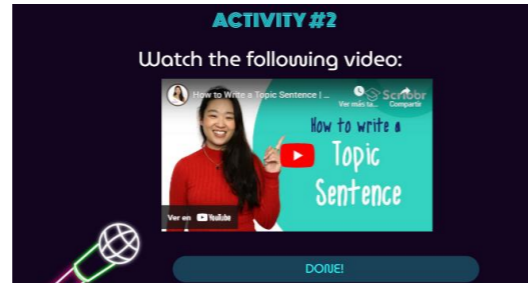 ACTIVITY #2
Watch the following video:
How to Write a Topic Sentence | ...
Scribbr
Ver más ta...
Compartir
How to write a
Topic
Sentence
Ver en YouTube
DONE!